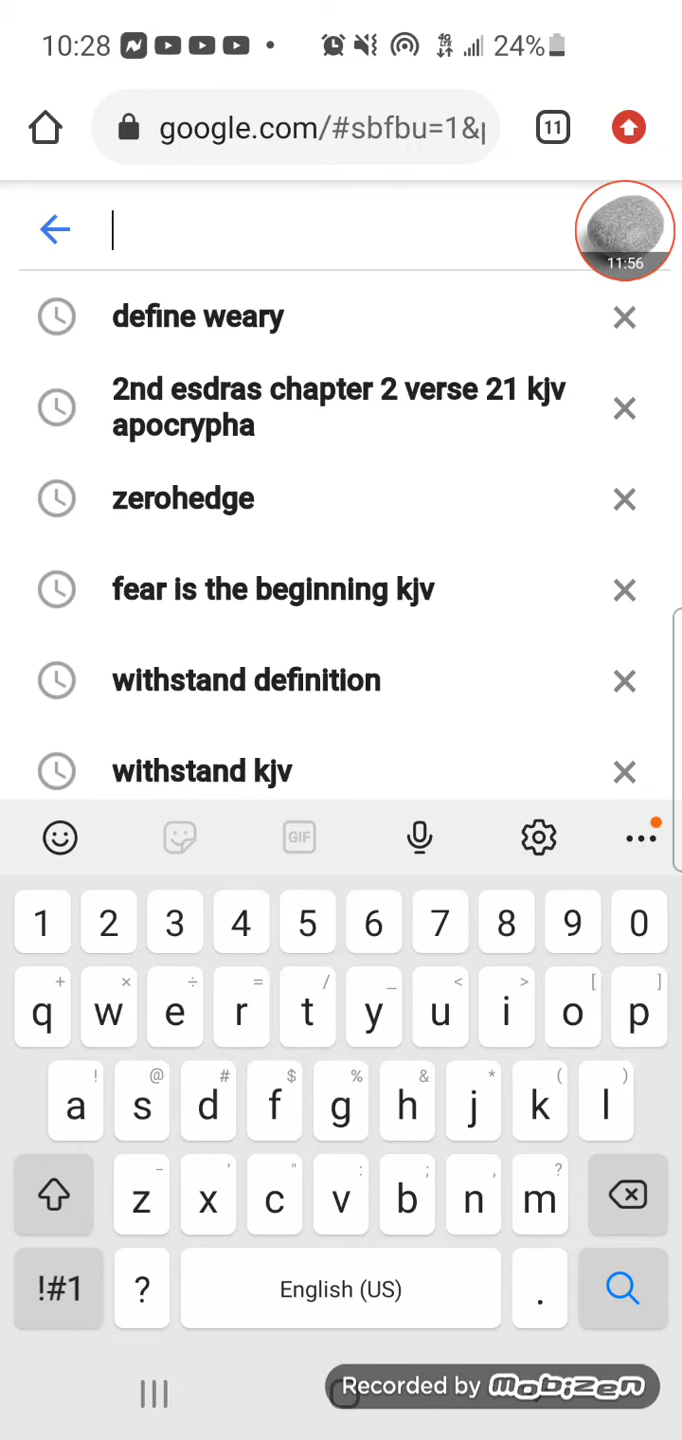 10:28 24%
google.com/#sbfbu=1&
11
11:56
define weary
2nd esdras chapter 2 verse 21 kjv
apocrypha
zerohedge
fear is the beginning kjv
withstand definition
withstand kjv
GIF
1 2 3 4 5 6 7 8 9 0
+ × ÷ = / _ < > [ ]
q w e r t y u i o p
! @ # $ % & * ( )
a s d f g h j k l
- ' " : ; , ?
z x c v b n m
!#1 ? English (US) .
Recorded by mobizen